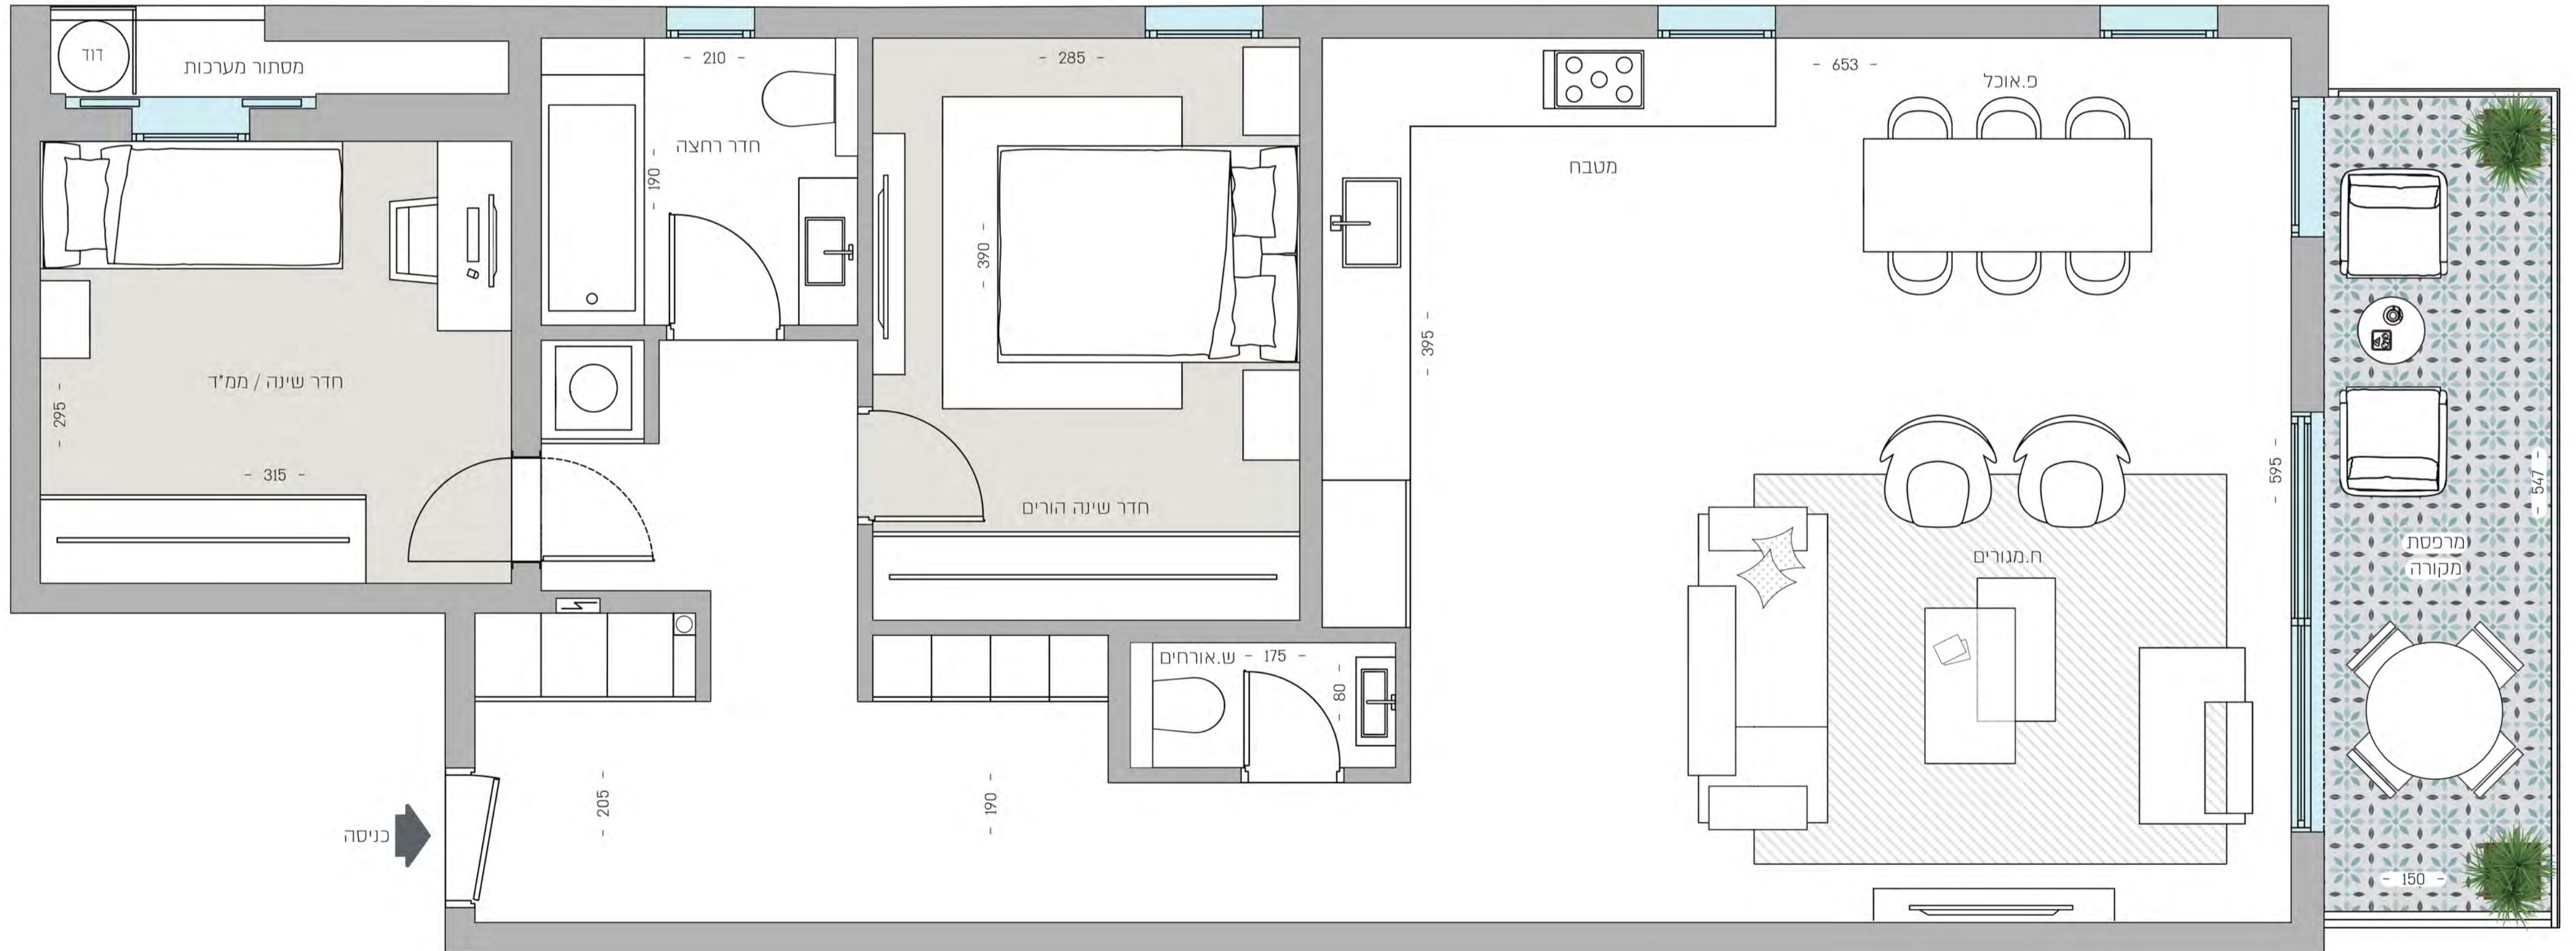 דוד
מסתור מערכות
- 210 -
חדר רחצה
- 190 -
- 285 -
- 390 -
חדר שינה הורים
- 653 -
פ.אוכל
מטבח
- 395 -
חדר שינה / ממ"ד
- 295 -
- 315 -
ח.מגורים
- 595 -
- 547 -
מרפסת
מקורה
- 150 -
ש.אורחים - 175 -
- 80 -
- 205 -
- 190 -
כניסה